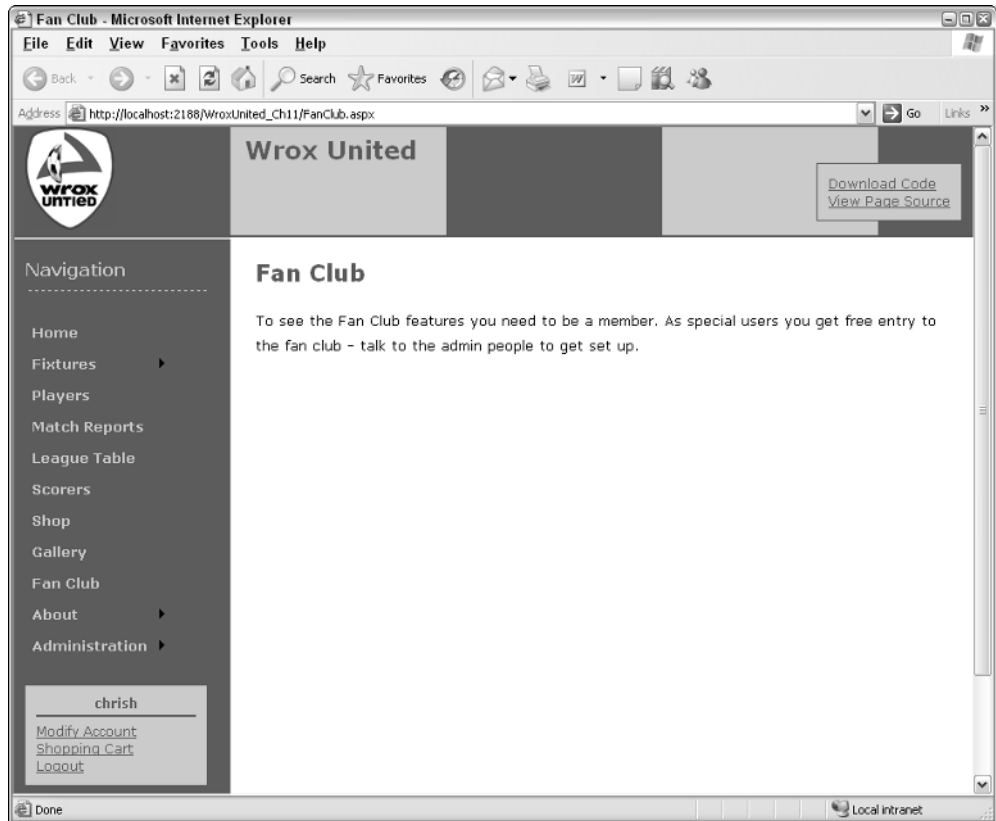 Fan Club - Microsoft Internet Explorer
File Edit View Favorites Tools Help
Back Search Favorites
Address http://localhost:2188/WroxUnited_Ch11/FanClub.aspx Go Links »
wrox
UNTIED
Wrox United
Download Code
View Page Source
Navigation
Home
Fixtures
Players
Match Reports
League Table
Scorers
Shop
Gallery
Fan Club
About
Administration
chrish
Modify Account
Shopping Cart
Logout
Fan Club
To see the Fan Club features you need to be a member. As special users you get free entry to
the fan club – talk to the admin people to get set up.
Done Local intranet